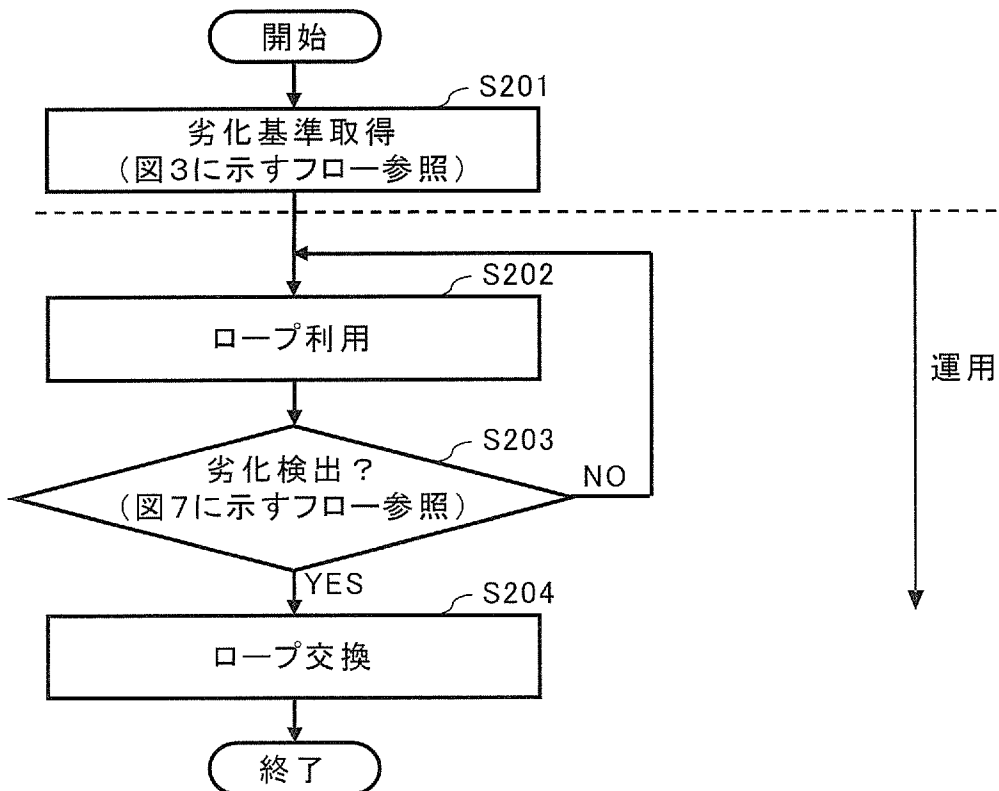 開始
S201
劣化基準取得
（図3に示すフロー参照）
S202
ロープ利用
運用
S203
劣化検出？
（図7に示すフロー参照）
NO
YES
S204
ロープ交換
終了